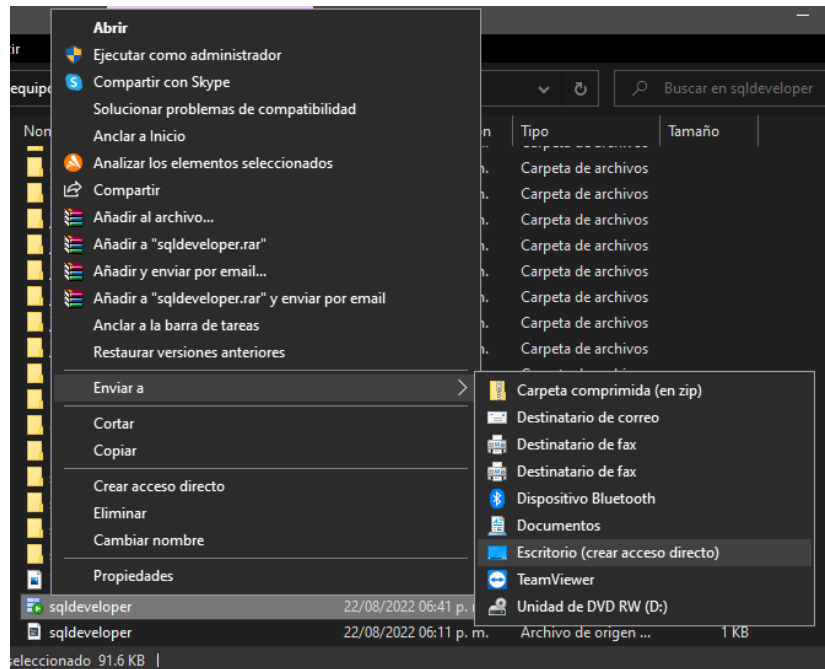 Abrir
Ejecutar como administrador
Compartir con Skype
Solucionar problemas de compatibilidad
Anclar a Inicio
Analizar los elementos seleccionados
Compartir
Añadir al archivo...
Añadir a "sqldeveloper.rar"
Añadir y enviar por email...
Añadir a "sqldeveloper.rar" y enviar por email
Anclar a la barra de tareas
Restaurar versiones anteriores
Enviar a
Cortar
Copiar
Crear acceso directo
Eliminar
Cambiar nombre
Propiedades
Buscar en sqldeveloper
Tipo Tamaño
Carpeta de archivos
Carpeta de archivos
Carpeta de archivos
Carpeta de archivos
Carpeta de archivos
Carpeta de archivos
Carpeta de archivos
Carpeta de archivos
Carpeta comprimida (en zip)
Destinatario de correo
Destinatario de fax
Destinatario de fax
Dispositivo Bluetooth
Documentos
Escritorio (crear acceso directo)
TeamViewer
Unidad de DVD RW (D:)
sqldeveloper 22/08/2022 06:41 p.
sqldeveloper 22/08/2022 06:11 p. m. Archivo de origen ... 1 KB
seleccionado 91.6 KB